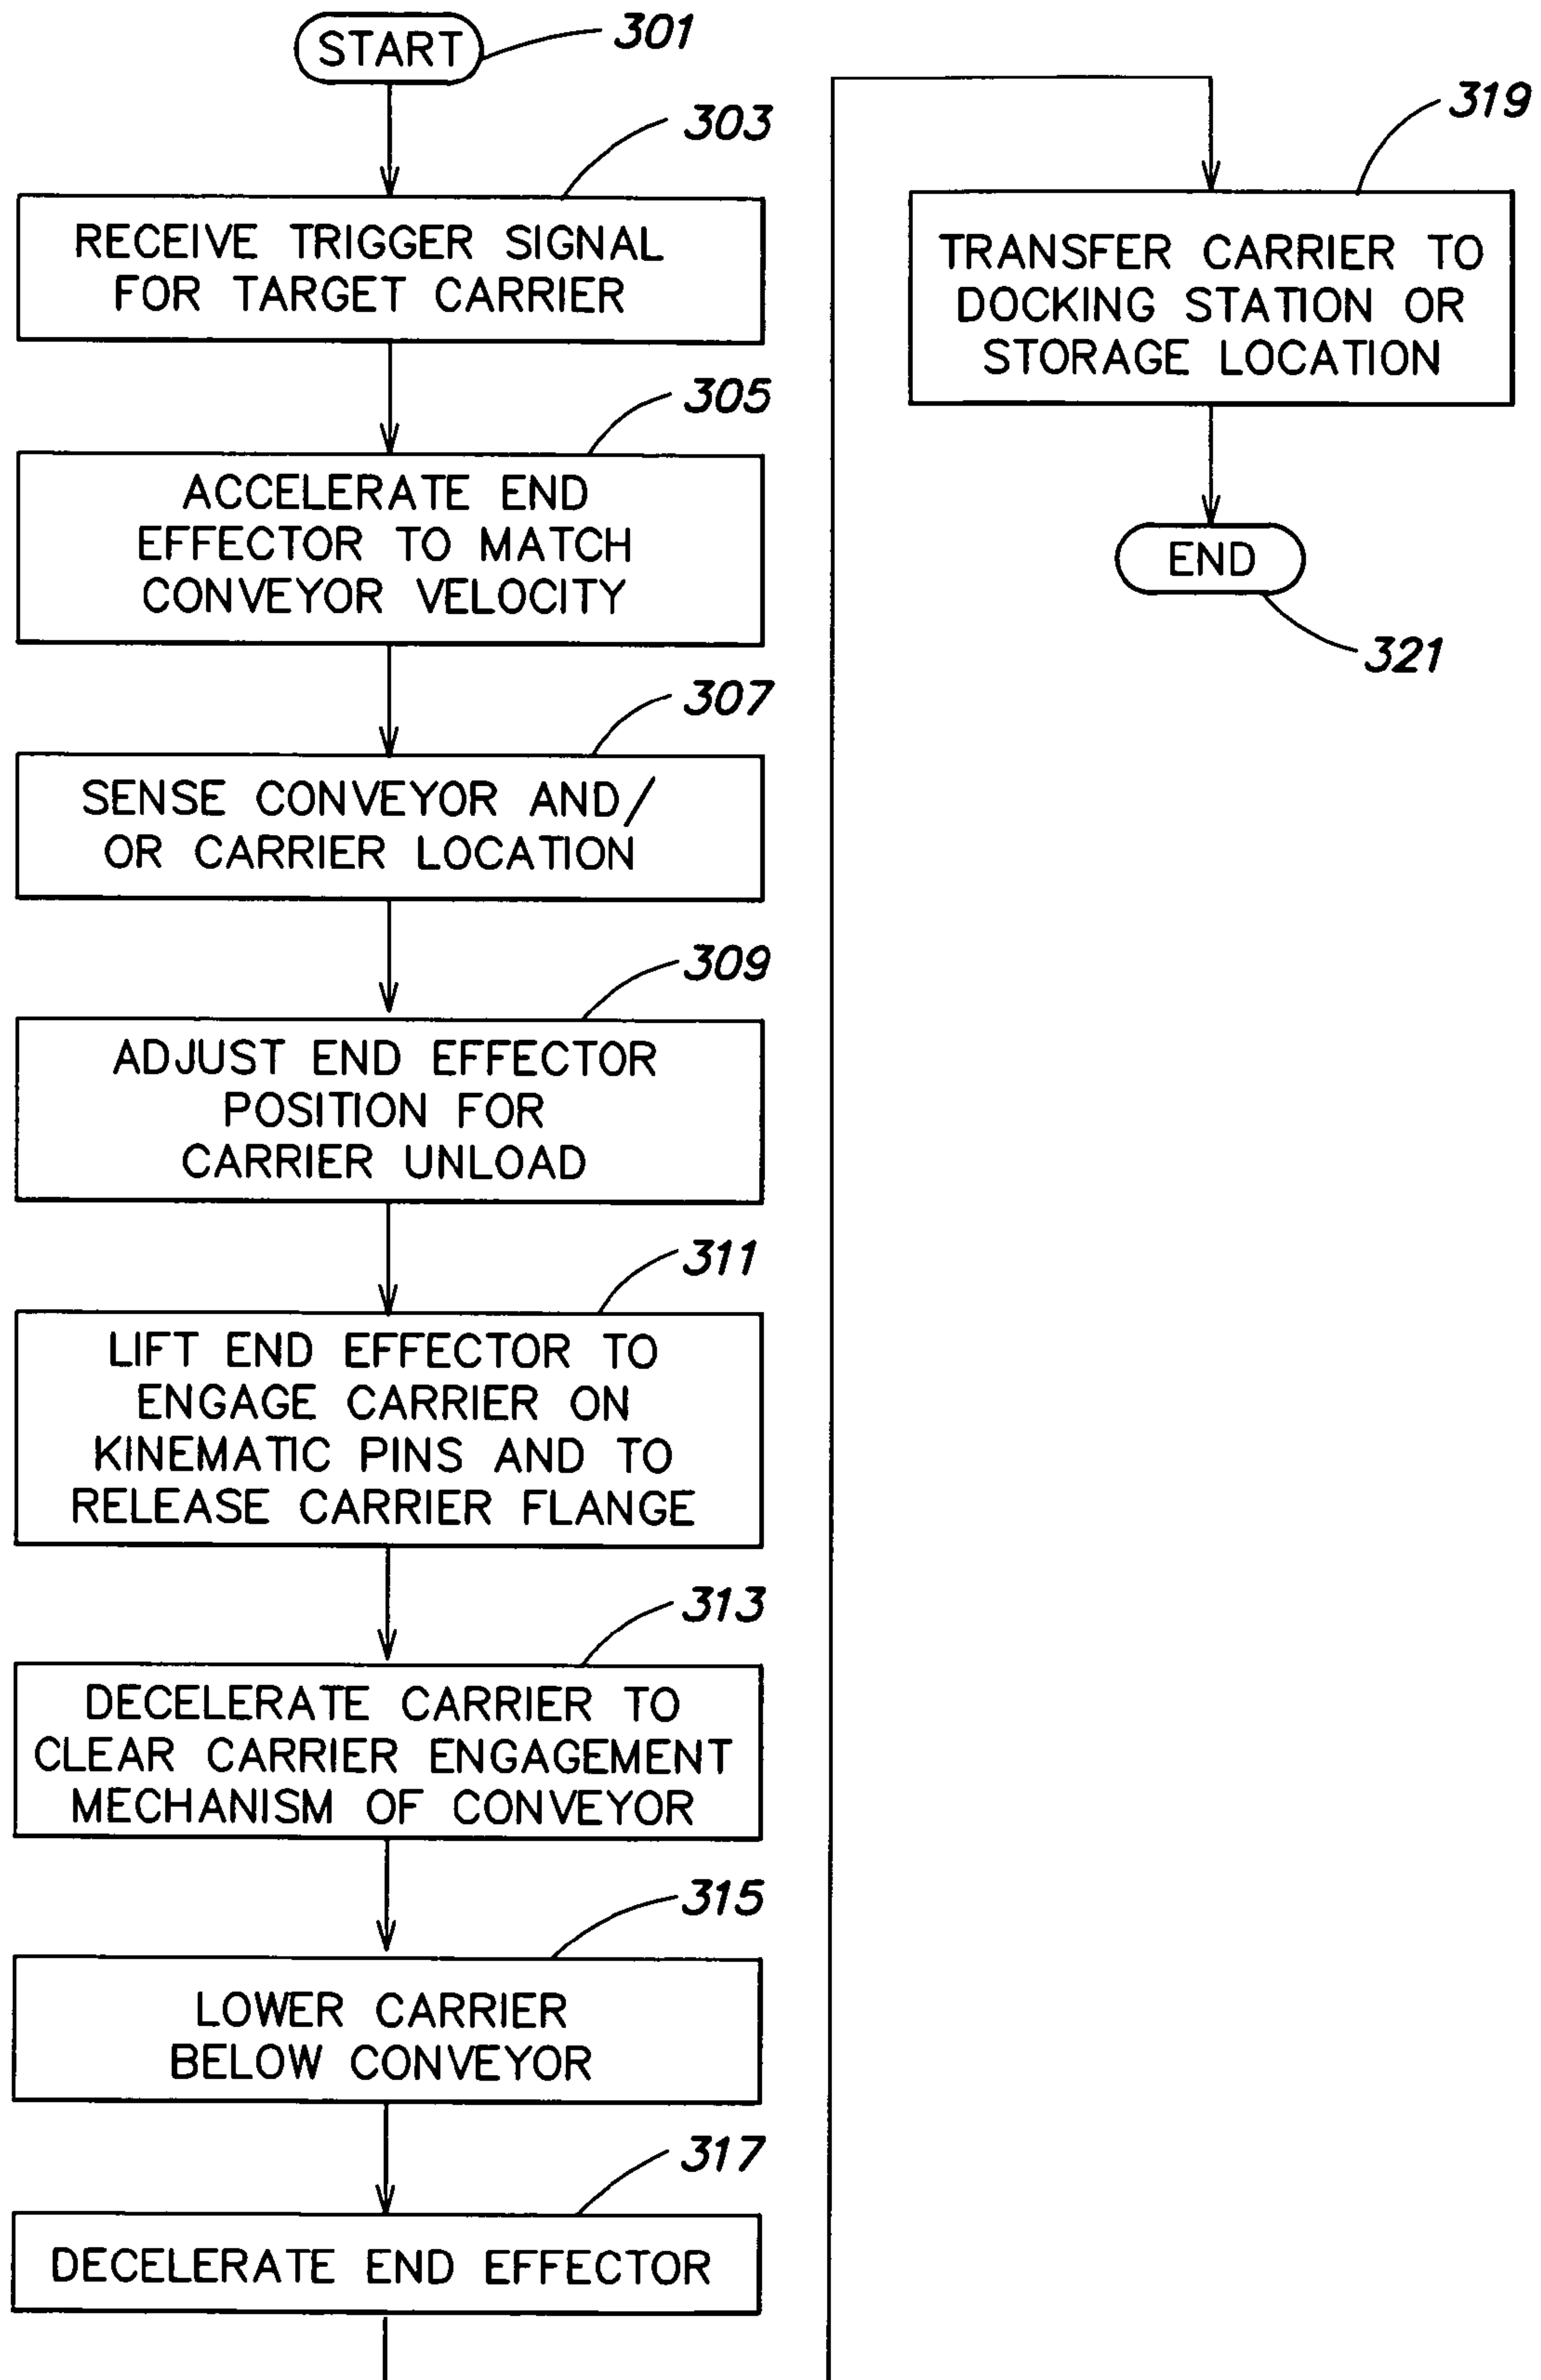 START
301
303
RECEIVE TRIGGER SIGNAL
FOR TARGET CARRIER
305
ACCELERATE END
EFFECTOR TO MATCH
CONVEYOR VELOCITY
307
SENSE CONVEYOR AND/
OR CARRIER LOCATION
309
ADJUST END EFFECTOR
POSITION FOR
CARRIER UNLOAD
311
LIFT END EFFECTOR TO
ENGAGE CARRIER ON
KINEMATIC PINS AND TO
RELEASE CARRIER FLANGE
313
DECELERATE CARRIER TO
CLEAR CARRIER ENGAGEMENT
MECHANISM OF CONVEYOR
315
LOWER CARRIER
BELOW CONVEYOR
317
DECELERATE END EFFECTOR
319
TRANSFER CARRIER TO
DOCKING STATION OR
STORAGE LOCATION
END
321